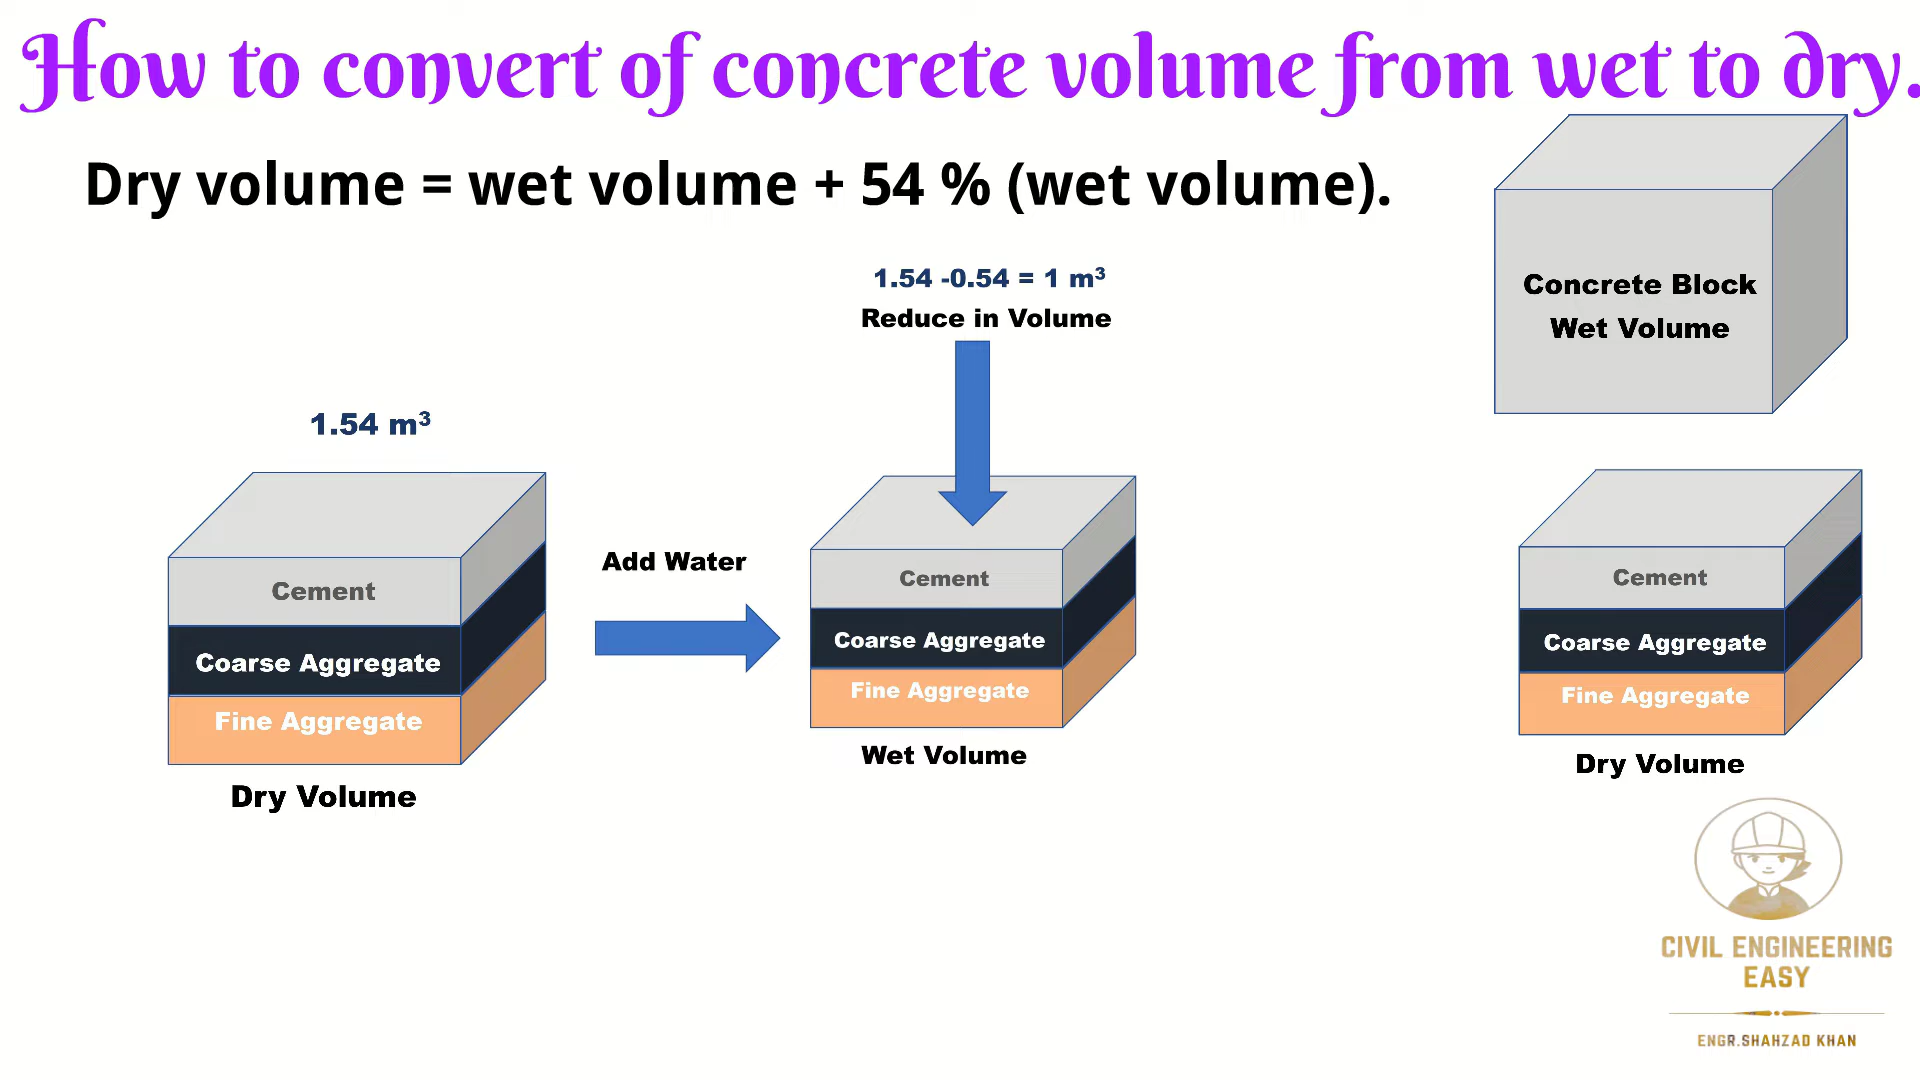 How to convert of concrete volume from wet to dry.
Dry volume = wet volume + 54 % (wet volume).
1.54 -0.54 = 1 m³
Reduce in Volume
Concrete Block
Wet Volume
1.54 m³
Add Water
Cement
Coarse Aggregate
Fine Aggregate
Dry Volume
Cement
Coarse Aggregate
Fine Aggregate
Wet Volume
Cement
Coarse Aggregate
Fine Aggregate
Dry Volume
CIVIL ENGINEERING
EASY
ENGR.SHAHZAD KHAN